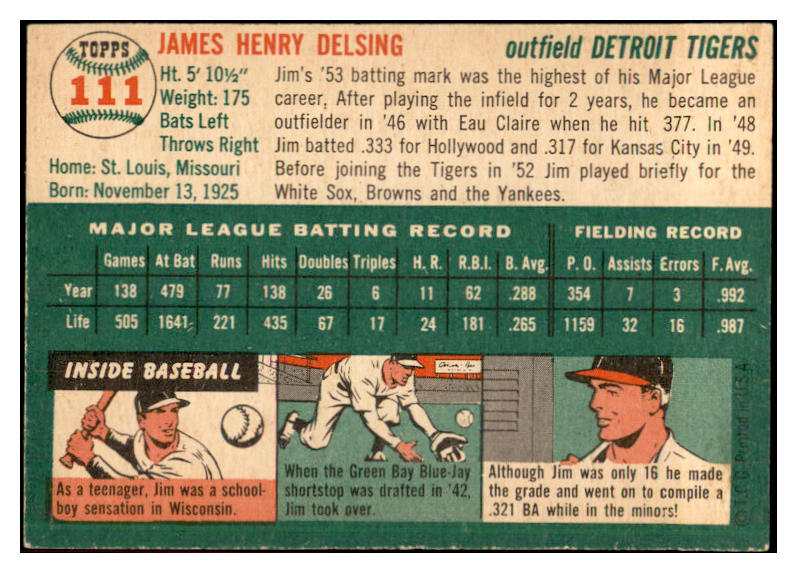 TOPPS
111
JAMES HENRY DELSING
outfield DETROIT TIGERS
Ht. 5' 10½"
Weight: 175
Bats Left
Throws Right
Home: St. Louis, Missouri
Born: November 13, 1925
Jim's '53 batting mark was the highest of his Major League
career. After playing the infield for 2 years, he became an
outfielder in '46 with Eau Claire when he hit .377. In '48
Jim batted .333 for Hollywood and .317 for Kansas City in '49.
Before joining the Tigers in '52 Jim played briefly for the
White Sox, Browns and the Yankees.
MAJOR LEAGUE BATTING RECORD FIELDING RECORD
Games At Bat Runs Hits Doubles Triples H. R. R.B.I. B. Avg. P. O. Assists Errors F. Avg.
Year 138 479 77 138 26 6 11 62 .288 354 7 3 .992
Life 505 1641 221 435 67 17 24 181 .265 1159 32 16 .987
INSIDE BASEBALL
As a teenager, Jim was a school-
boy sensation in Wisconsin.
When the Green Bay Blue-Jay
shortstop was drafted in '42,
Jim took over.
Although Jim was only 16 he made
the grade and went on to compile a
.321 BA while in the minors!
© T. C. G. Printed in U.S.A.